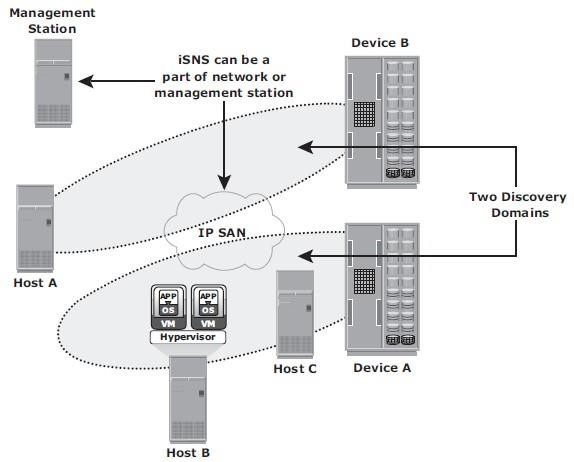 Management
Station
iSNS can be a
part of network or
management station
Device B
Two Discovery
Domains
IP SAN
Host A
APP
OS
VM
APP
OS
VM
Hypervisor
Host C
Device A
Host B